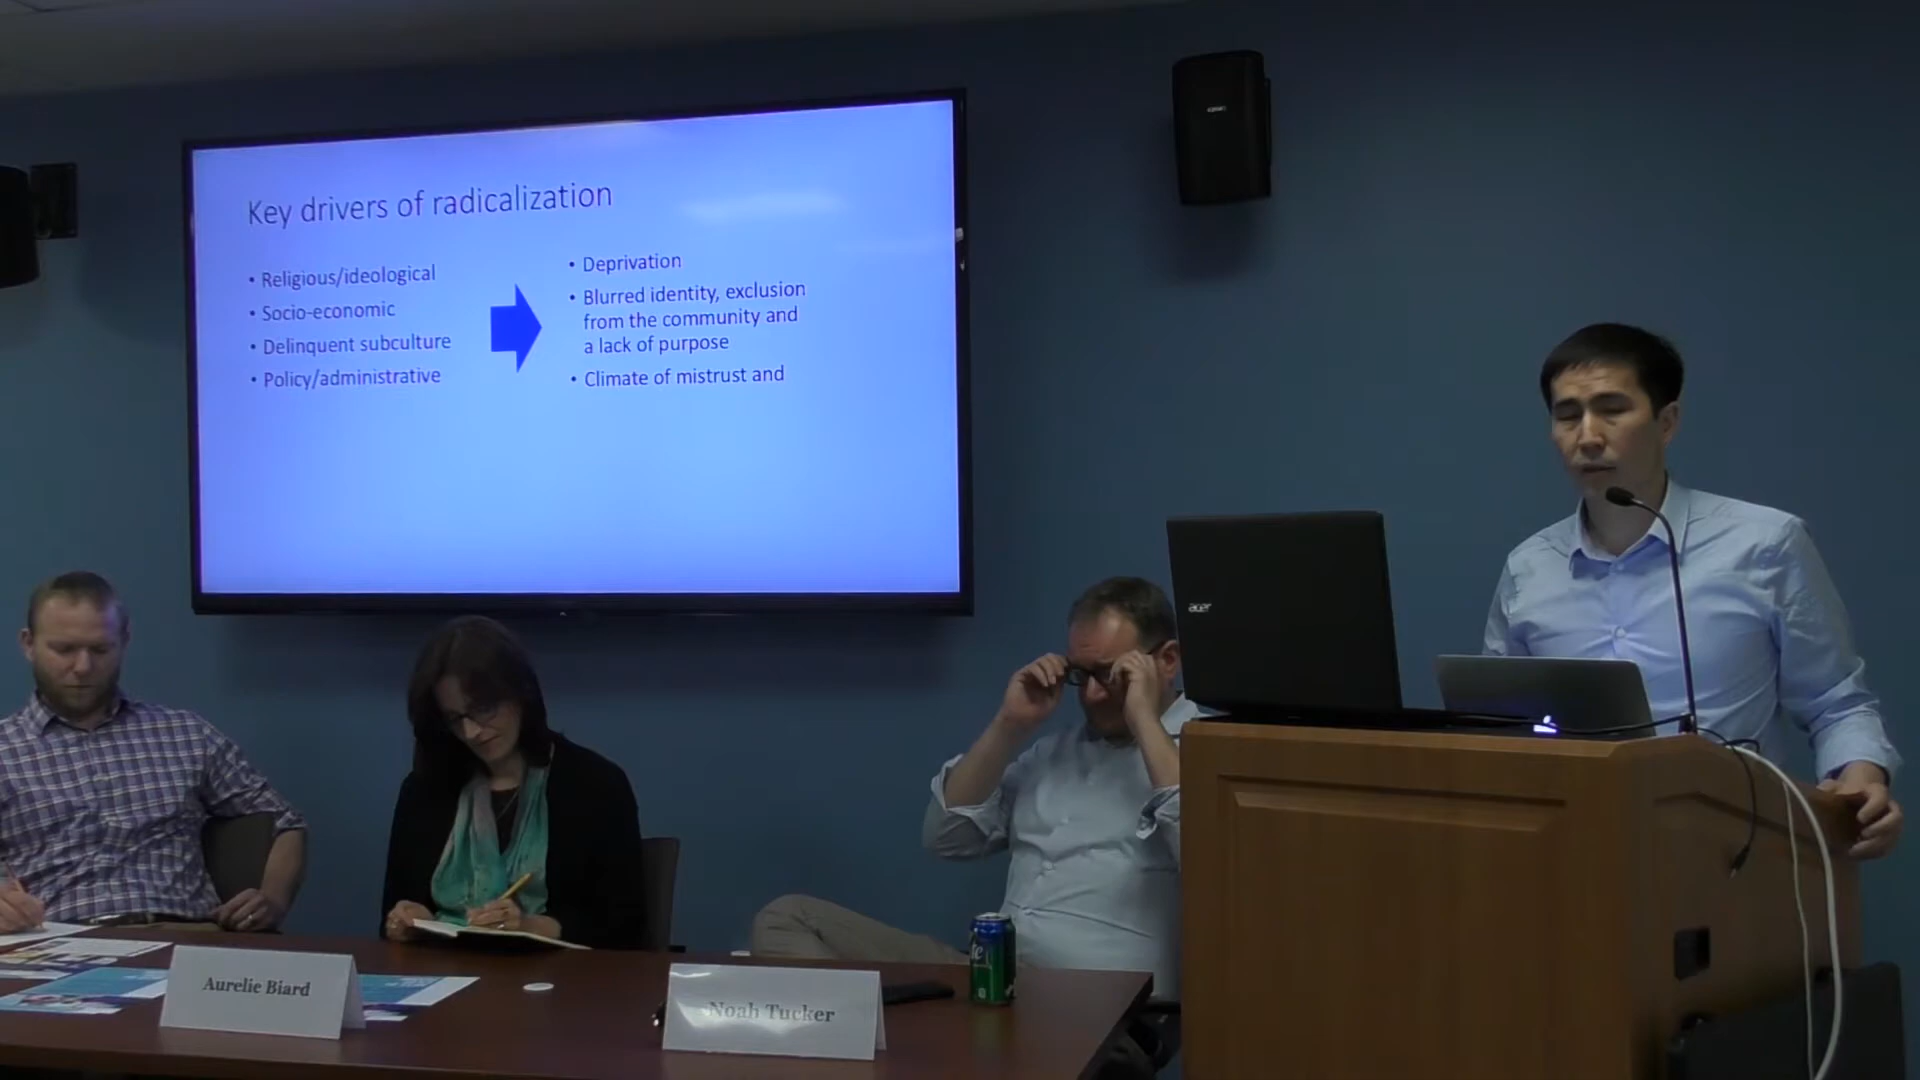 Key drivers of radicalization
• Religious/ideological
• Socio-economic
• Delinquent subculture
• Policy/administrative
• Deprivation
• Blurred identity, exclusion
from the community and
a lack of purpose
• Climate of mistrust and
acer
Aurelie Biard
Noah Tucker